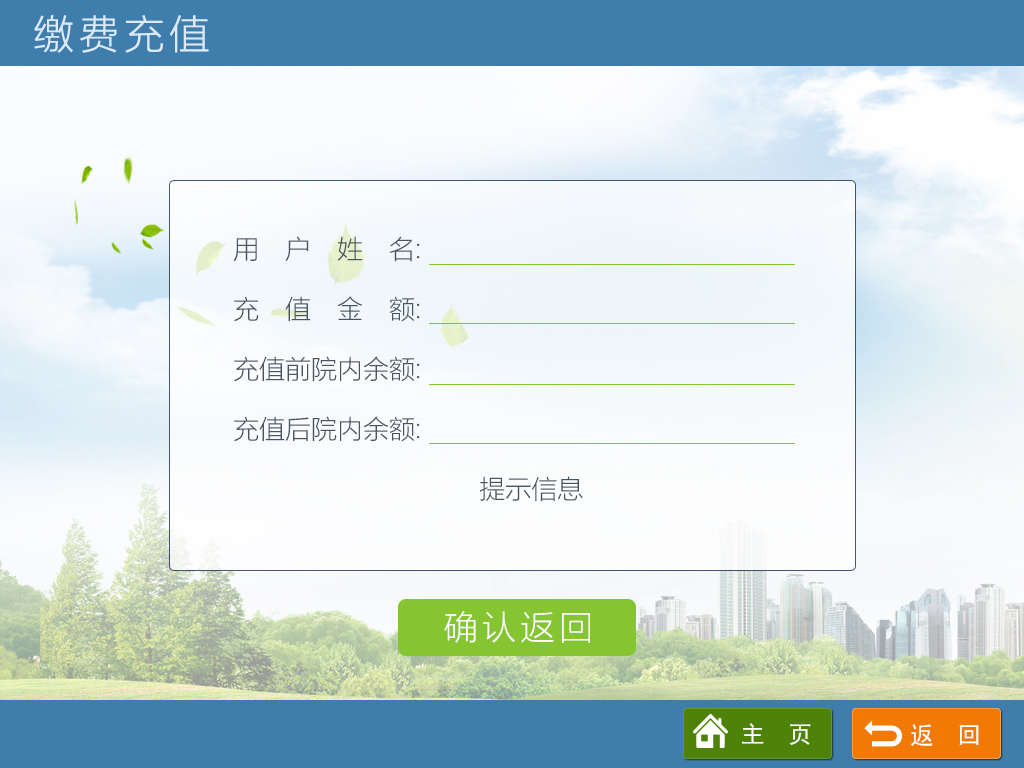 缴费充值
用 户 姓 名:
充 值 金 额:
充值前院内余额:
充值后院内余额:
提示信息
确认返回
主 页
返 回